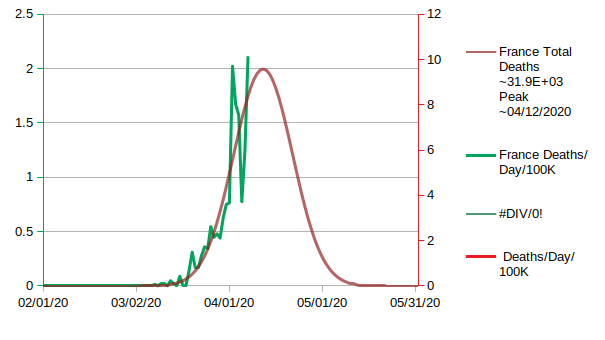 2.5
2
1.5
1
0.5
0
12
10
8
6
4
2
0
02/01/20
03/02/20
04/01/20
05/01/20
05/31/20
France Total
Deaths
~31.9E+03
Peak
~04/12/2020
France Deaths/
Day/100K
#DIV/0!
Deaths/Day/
100K